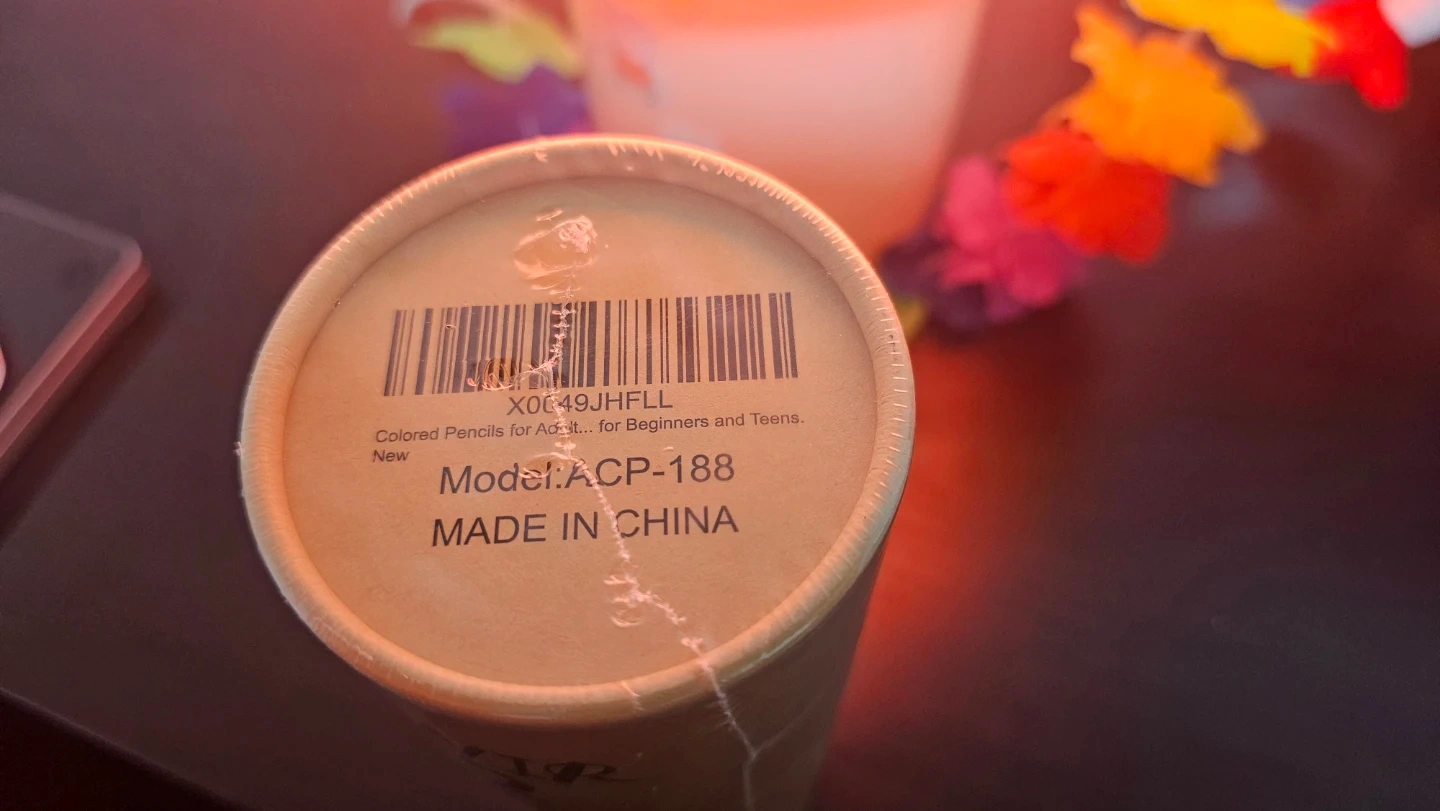 X0049JHFLL
Colored Pencils for Adult... for Beginners and Teens.
New
Model:ACP-188
MADE IN CHINA